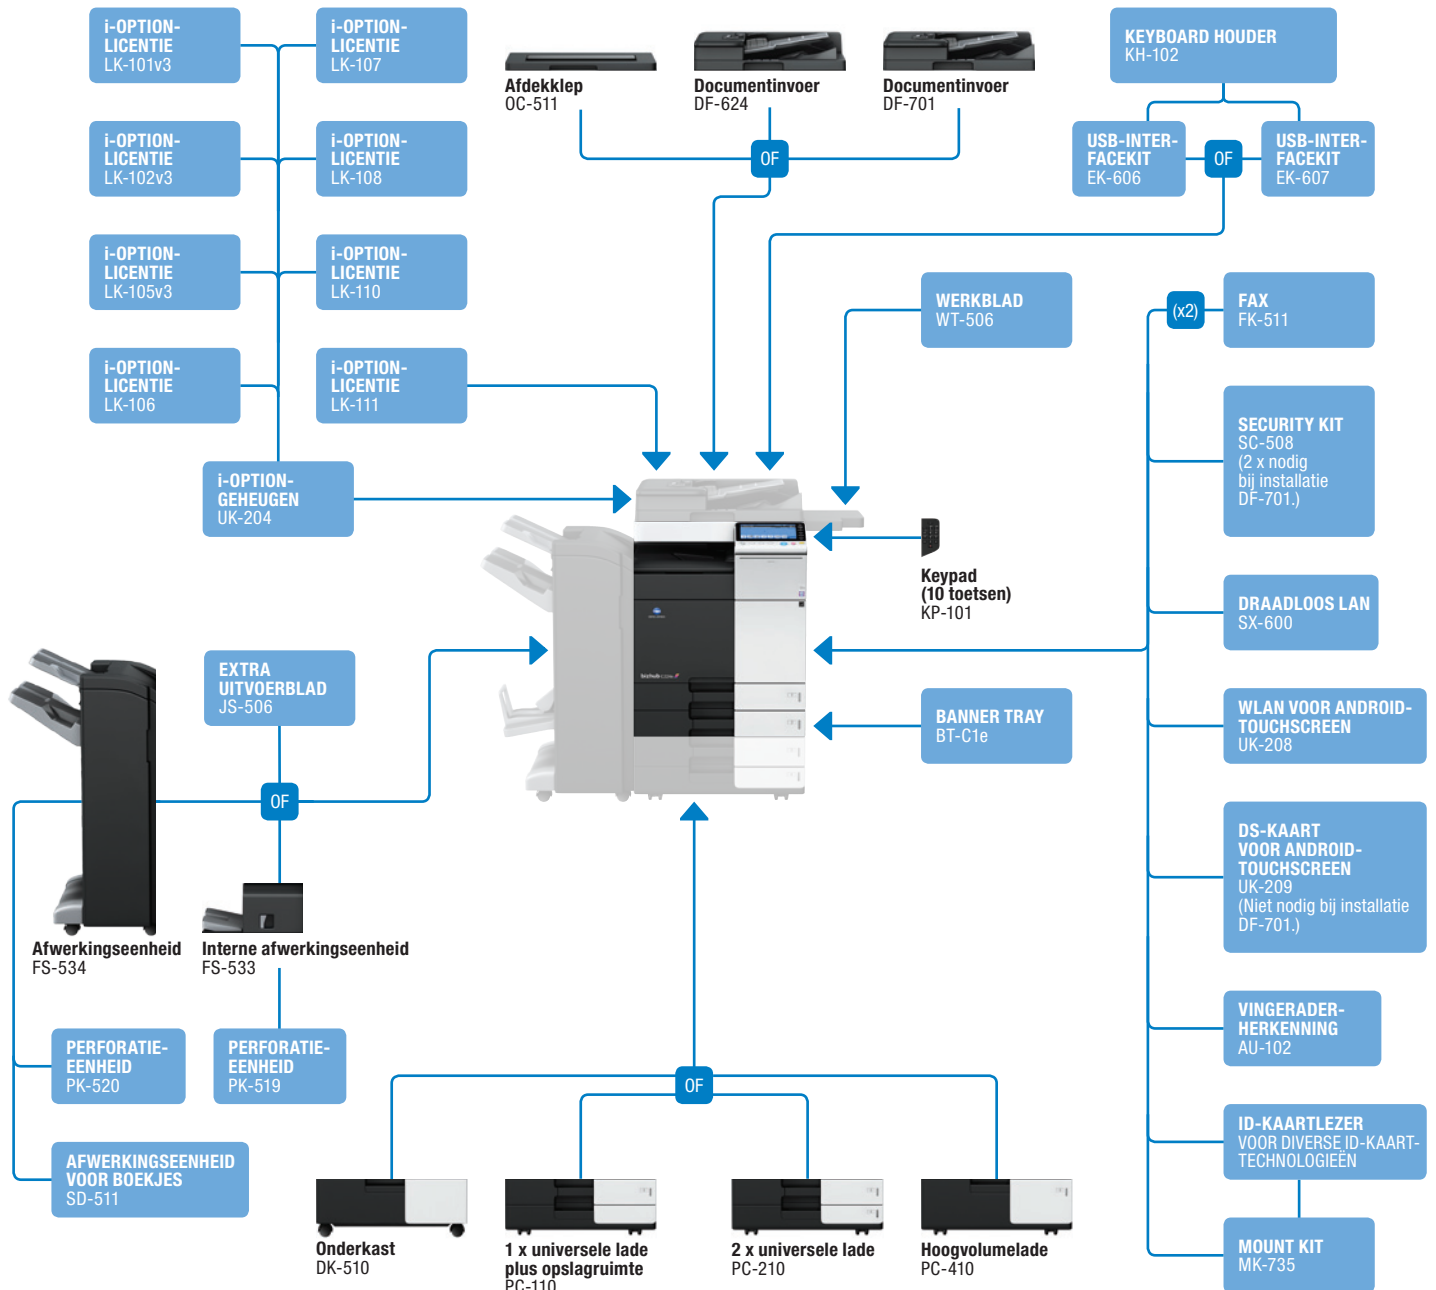 i-OPTION-
LICENTIE
LK-101v3
i-OPTION-
LICENTIE
LK-107
Afdekklep
OC-511
Documentinvoer
DF-624
Documentinvoer
DF-701
KEYBOARD HOUDER
KH-102
i-OPTION-
LICENTIE
LK-102v3
i-OPTION-
LICENTIE
LK-108
OF
USB-INTER-
FACEKIT
EK-606
OF
USB-INTER-
FACEKIT
EK-607
i-OPTION-
LICENTIE
LK-105v3
i-OPTION-
LICENTIE
LK-110
WERKBLAD
WT-506
(x2)
FAX
FK-511
i-OPTION-
LICENTIE
LK-106
i-OPTION-
LICENTIE
LK-111
SECURITY KIT
SC-508
(2 x nodig
bij installatie
DF-701.)
i-OPTION-
GEHEUGEN
UK-204
Keypad
(10 toetsen)
KP-101
DRAADLOOS LAN
SX-600
EXTRA
UITVOERBLAD
JS-506
bizhub
BANNER TRAY
BT-C1e
WLAN VOOR ANDROID-
TOUCHSCREEN
UK-208
OF
DS-KAART
VOOR ANDROID-
TOUCHSCREEN
UK-209
(Niet nodig bij installatie
DF-701.)
Afwerkingseenheid
FS-534
Interne afwerkingseenheid
FS-533
VINGERADER-
HERKENNING
AU-102
PERFORATIE-
EENHEID
PK-520
PERFORATIE-
EENHEID
PK-519
OF
ID-KAARTLEZER
VOOR DIVERSE ID-KAART-
TECHNOLOGIEËN
AFWERKINGSEENHEID
VOOR BOEKJES
SD-511
Onderkast
DK-510
1 x universele lade
plus opslagruimte
PC-110
2 x universele lade
PC-210
Hoogvolumelade
PC-410
MOUNT KIT
MK-735